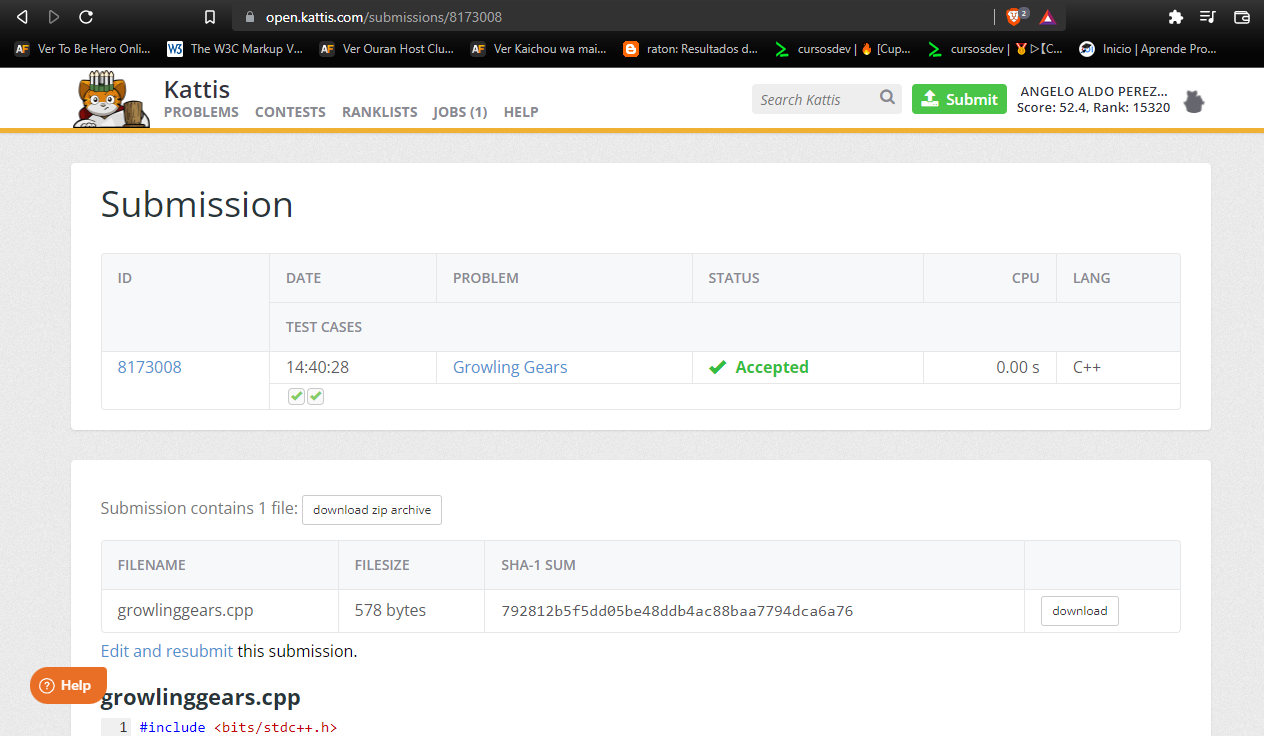 open.kattis.com/submissions/8173008
2
AF Ver To Be Hero Onli...
W3 The W3C Markup V...
AF Ver Ouran Host Clu...
AF Ver Kaichou wa mai...
raton: Resultados d...
cursosdev | 🔥 [Cup...
cursosdev | 🏅▷【C...
Inicio | Aprende Pro...
Kattis
PROBLEMS CONTESTS RANKLISTS JOBS (1) HELP
Search Kattis
Submit
ANGELO ALDO PEREZ...
Score: 52.4, Rank: 15320
Submission
ID DATE PROBLEM STATUS CPU LANG
TEST CASES
8173008 14:40:28 Growling Gears Accepted 0.00 s C++
Submission contains 1 file: download zip archive
FILENAME FILESIZE SHA-1 SUM
growlinggears.cpp 578 bytes 792812b5f5dd05be48ddb4ac88baa7794dca6a76 download
Edit and resubmit this submission.
Help
growlinggears.cpp
1 #include <bits/stdc++.h>